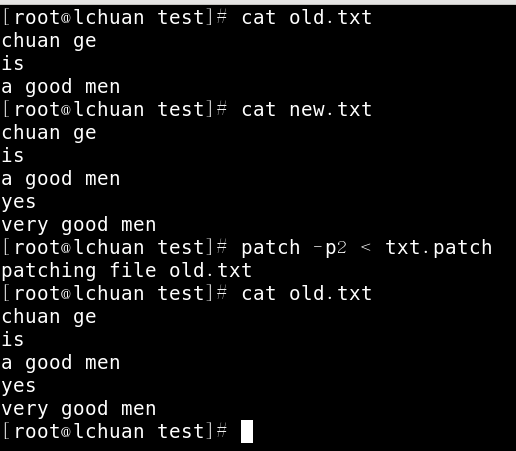 [root@lchuan test]# cat old.txt
chuan ge
is
a good men
[root@lchuan test]# cat new.txt
chuan ge
is
a good men
yes
very good men
[root@lchuan test]# patch -p2 < txt.patch
patching file old.txt
[root@lchuan test]# cat old.txt
chuan ge
is
a good men
yes
very good men
[root@lchuan test]#